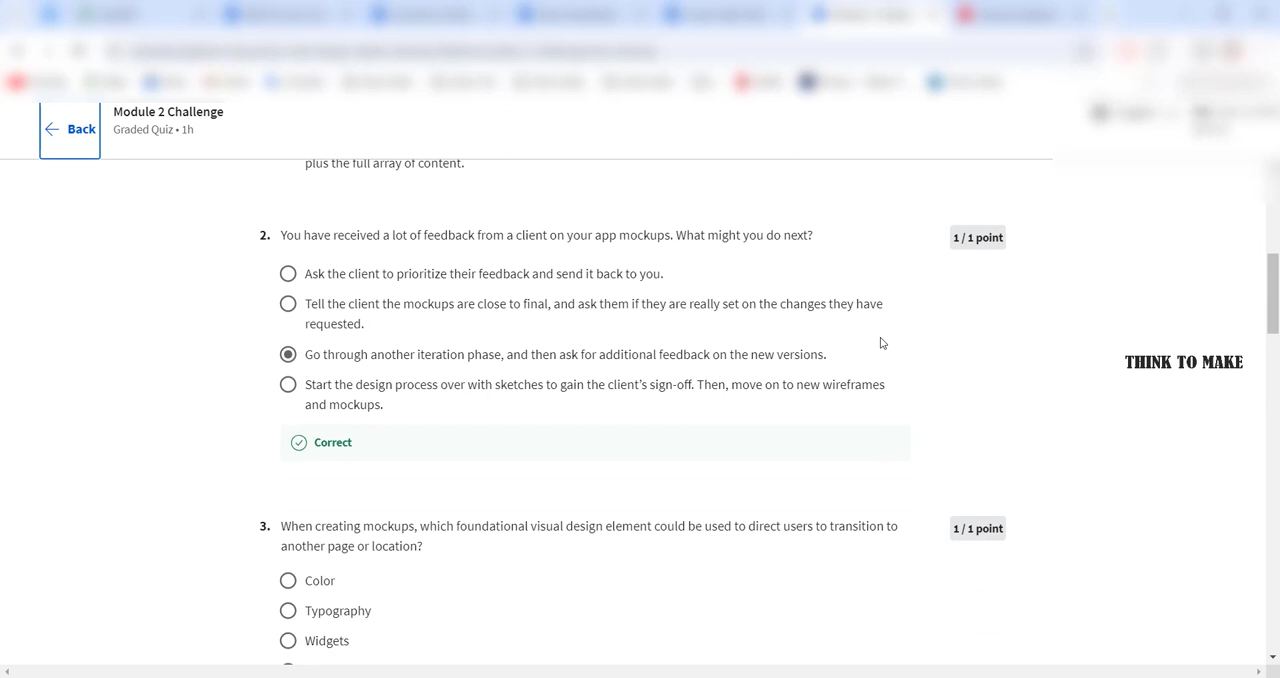 Back
Module 2 Challenge
Graded Quiz • 1h
plus the full array of content.
2. You have received a lot of feedback from a client on your app mockups. What might you do next?
1 / 1 point
Ask the client to prioritize their feedback and send it back to you.
Tell the client the mockups are close to final, and ask them if they are really set on the changes they have
requested.
Go through another iteration phase, and then ask for additional feedback on the new versions.
THINK TO MAKE
Start the design process over with sketches to gain the client's sign-off. Then, move on to new wireframes
and mockups.
Correct
3. When creating mockups, which foundational visual design element could be used to direct users to transition to
another page or location?
1 / 1 point
Color
Typography
Widgets